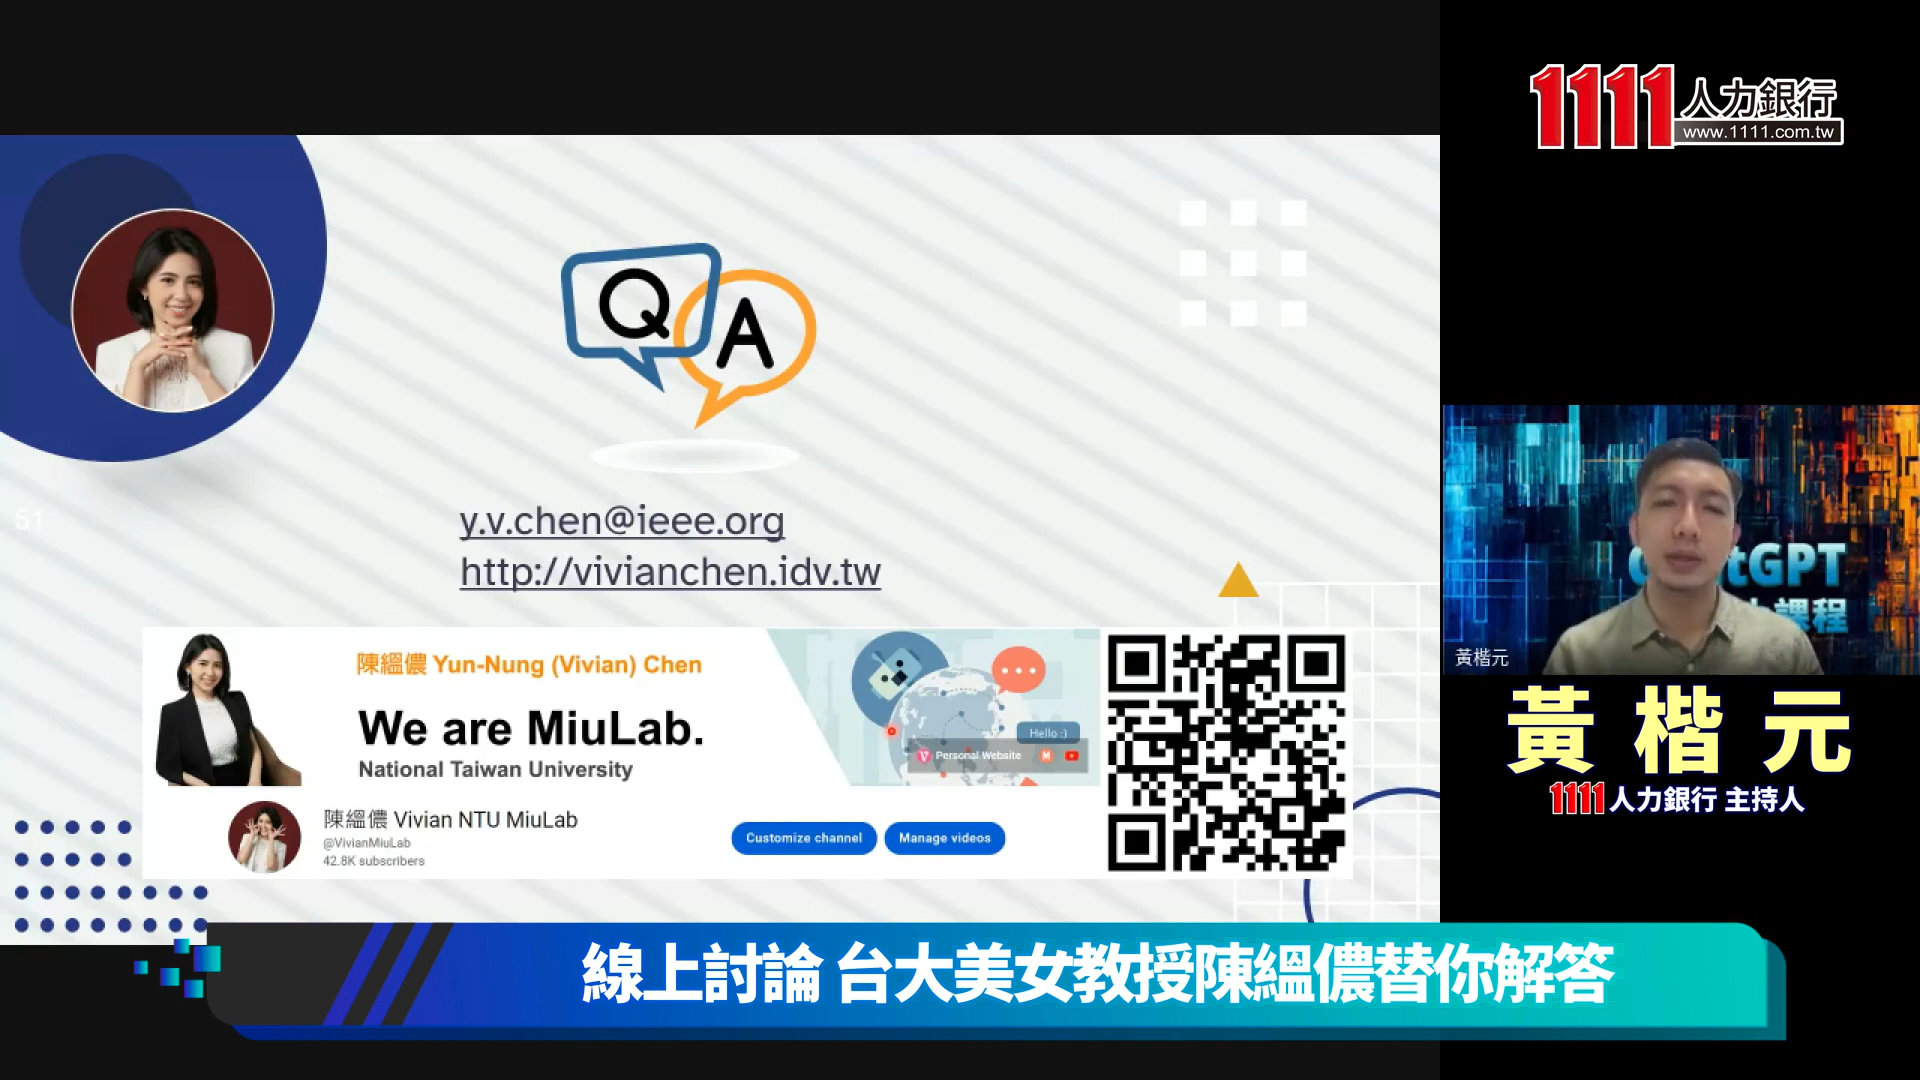 1111人力銀行
www.1111.com.tw
Q A
51
y.v.chen@ieee.org
http://vivianchen.idv.tw
陳縕儂 Yun-Nung (Vivian) Chen
We are MiuLab.
National Taiwan University
Hello :)
Personal Website
陳縕儂 Vivian NTU MiuLab
@VivianMiuLab
42.8K subscribers
Customize channel
Manage videos
tGPT
課程
黃楷元
黃楷元
1111人力銀行 主持人
線上討論 台大美女教授陳縕儂替你解答